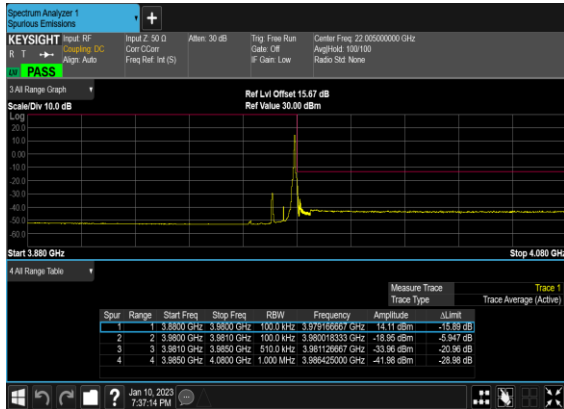 Spectrum Analyzer 1
Spurious Emissions
KEYSIGHT Input: RF Input Z: 50 Ω Atten: 30 dB Trig: Free Run Center Freq: 22.005000000 GHz
R T Coupling: DC Corr CCorr Gate: Off Avg|Hold: 100/100
Align: Auto Freq Ref: Int (S) IF Gain: Low Radio Std: None
PASS
3 All Range Graph
Ref Lvl Offset 15.67 dB
Scale/Div 10.0 dB Ref Value 30.00 dBm
Log
20.0
10.0
0.00
-10.0
-20.0
-30.0
-40.0
-50.0
-60.0
Start 3.880 GHz Stop 4.080 GHz
4 All Range Table
Measure Trace Trace 1
Trace Type Trace Average (Active)
Spur Range Start Freq Stop Freq RBW Frequency Amplitude ΔLimit
1 1 3.8800 GHz 3.9800 GHz 100.0 kHz 3.979166667 GHz 14.11 dBm -15.89 dB
2 2 3.9800 GHz 3.9810 GHz 100.0 kHz 3.980018333 GHz -18.95 dBm -5.947 dB
3 3 3.9810 GHz 3.9850 GHz 510.0 kHz 3.981126667 GHz -33.96 dBm -20.96 dB
4 4 3.9850 GHz 4.0800 GHz 1.000 MHz 3.986425000 GHz -41.98 dBm -28.98 dB
Jan 10, 2023
7:37:14 PM